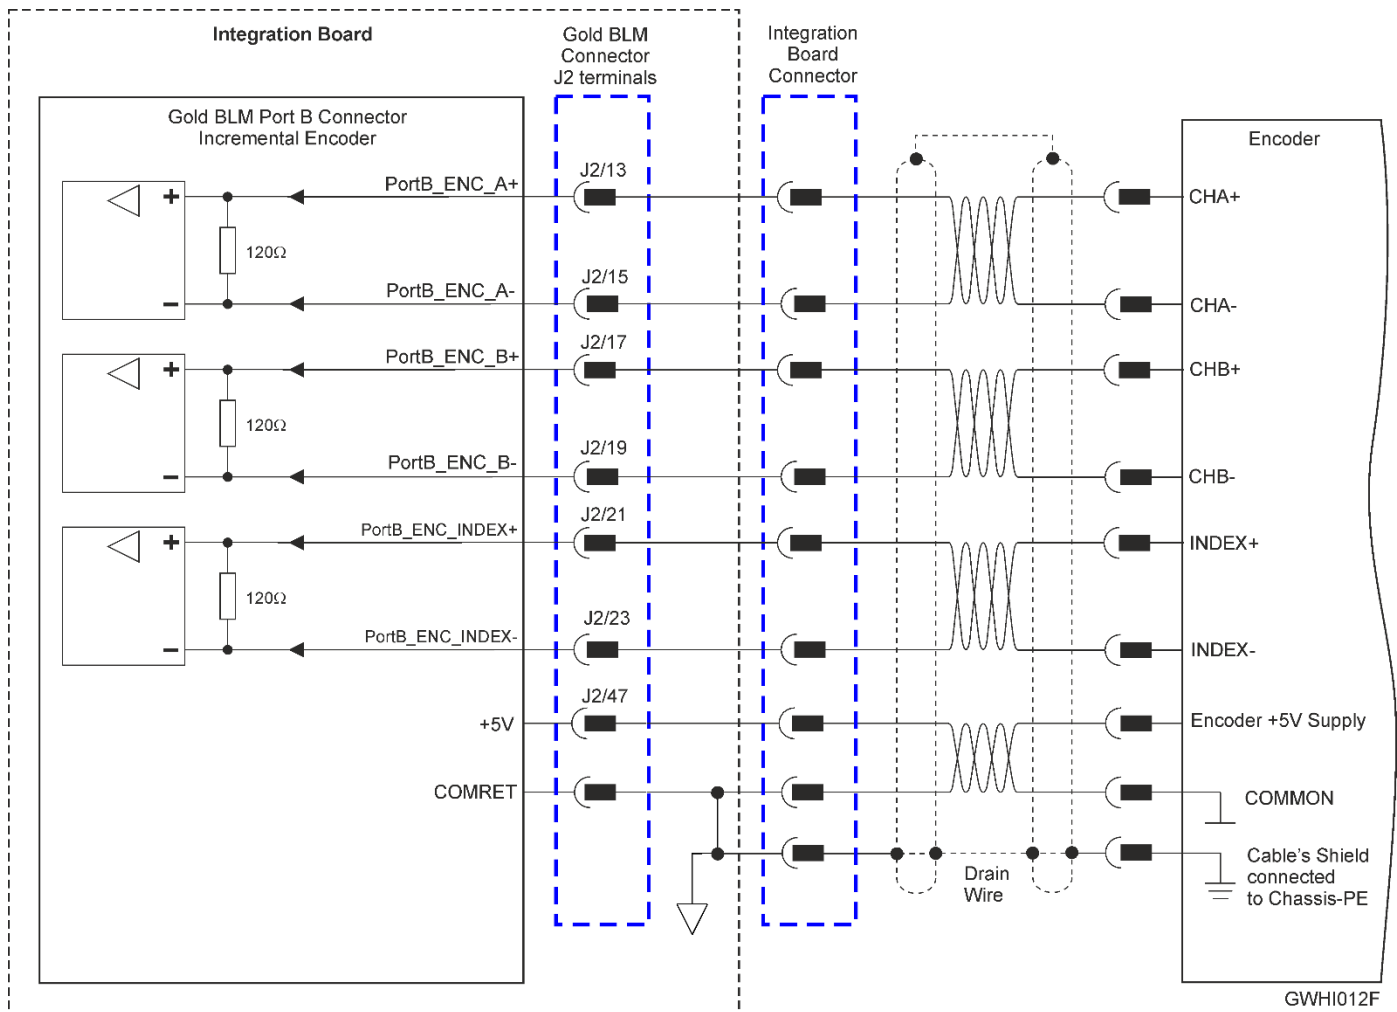 Integration Board
Gold BLM
Connector
J2 terminals
Integration
Board
Connector
Gold BLM Port B Connector
Incremental Encoder
Encoder
PortB_ENC_A+
J2/13
+
120Ω
CHA+
PortB_ENC_A-
J2/15
−
CHA-
PortB_ENC_B+
J2/17
+
120Ω
CHB+
PortB_ENC_B-
J2/19
−
CHB-
PortB_ENC_INDEX+
J2/21
+
120Ω
INDEX+
PortB_ENC_INDEX-
J2/23
−
INDEX-
+5V
J2/47
Encoder +5V Supply
COMRET
COMMON
Drain
Wire
Cable's Shield
connected
to Chassis-PE
GWHI012F